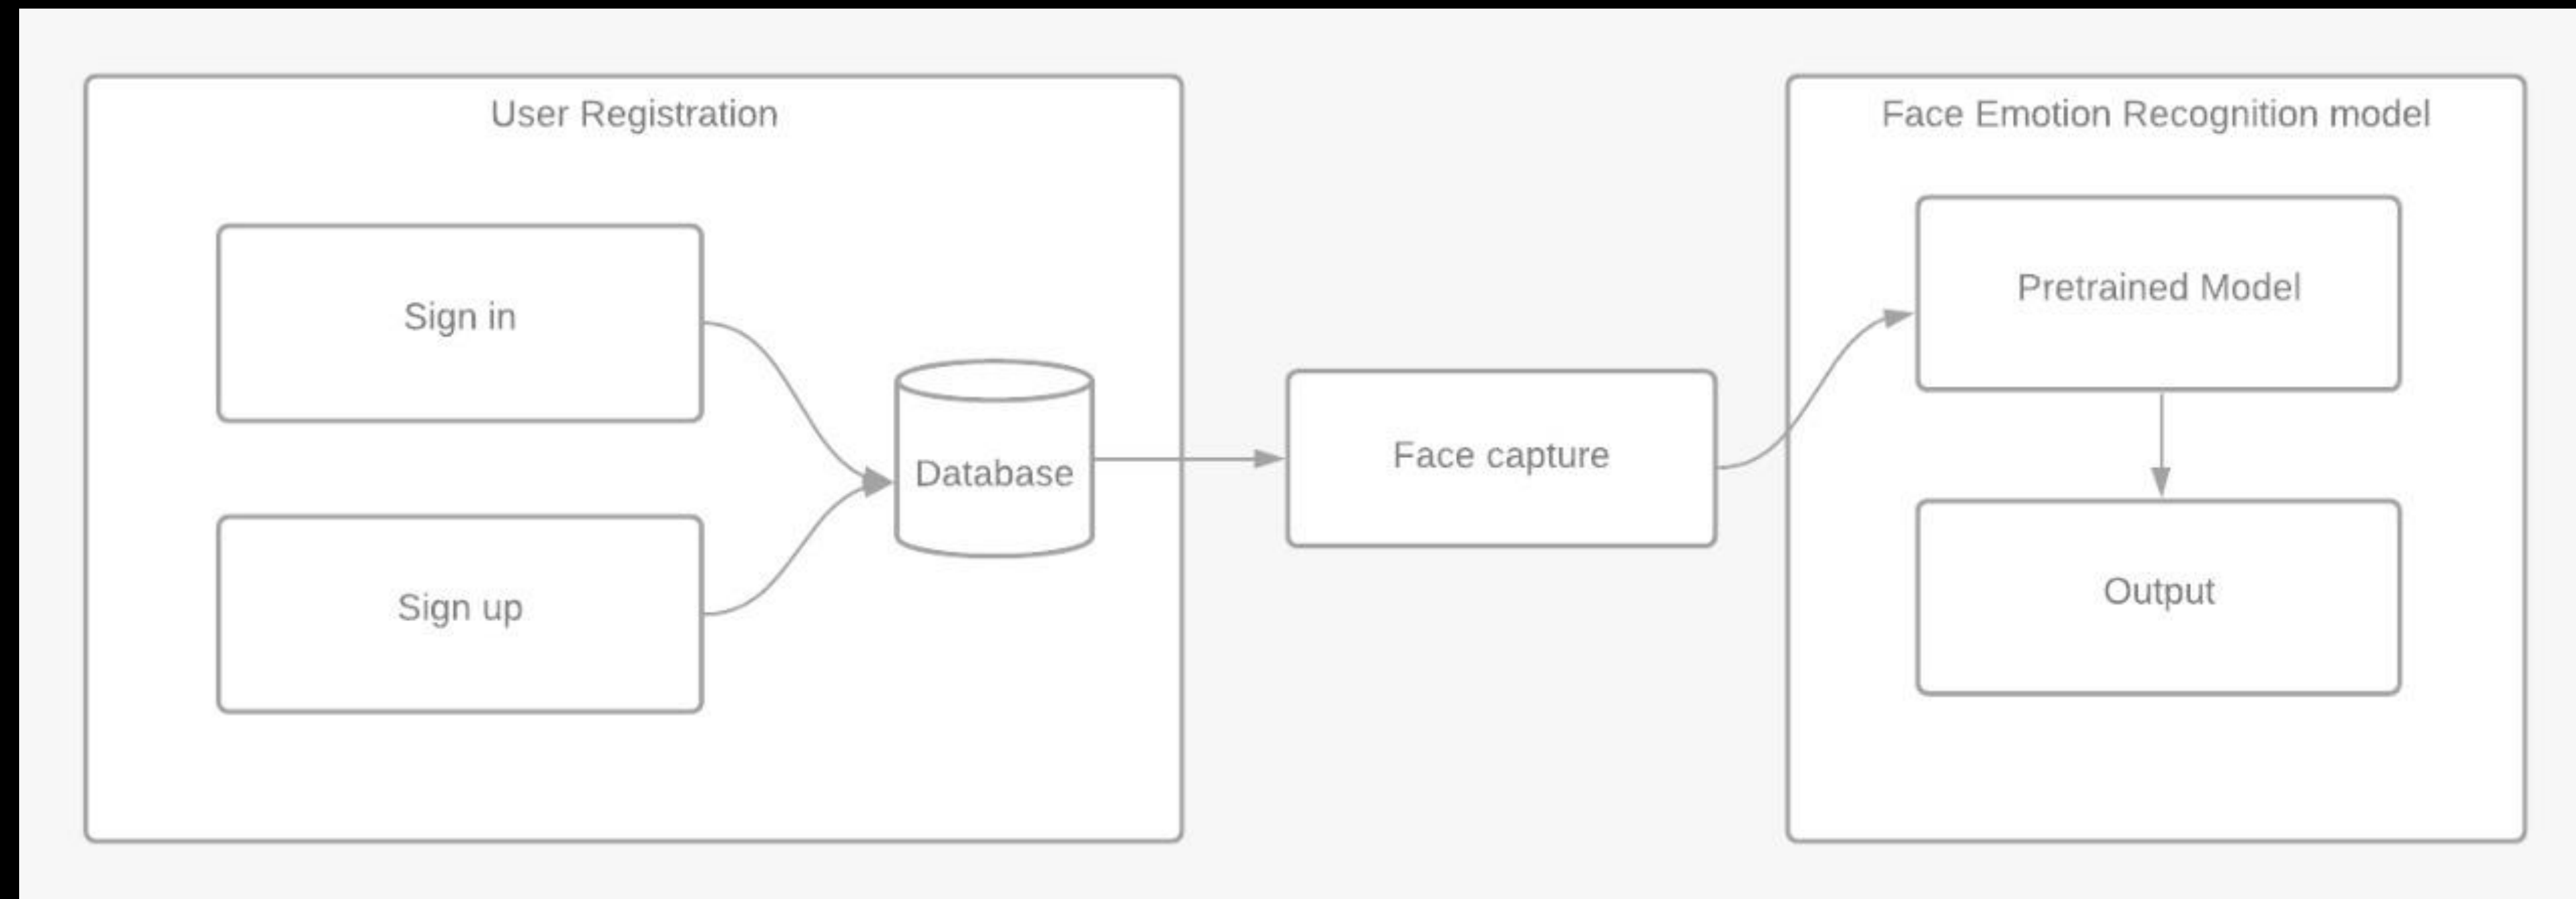 User Registration
Sign in
Sign up
Database
Face capture
Face Emotion Recognition model
Pretrained Model
Output